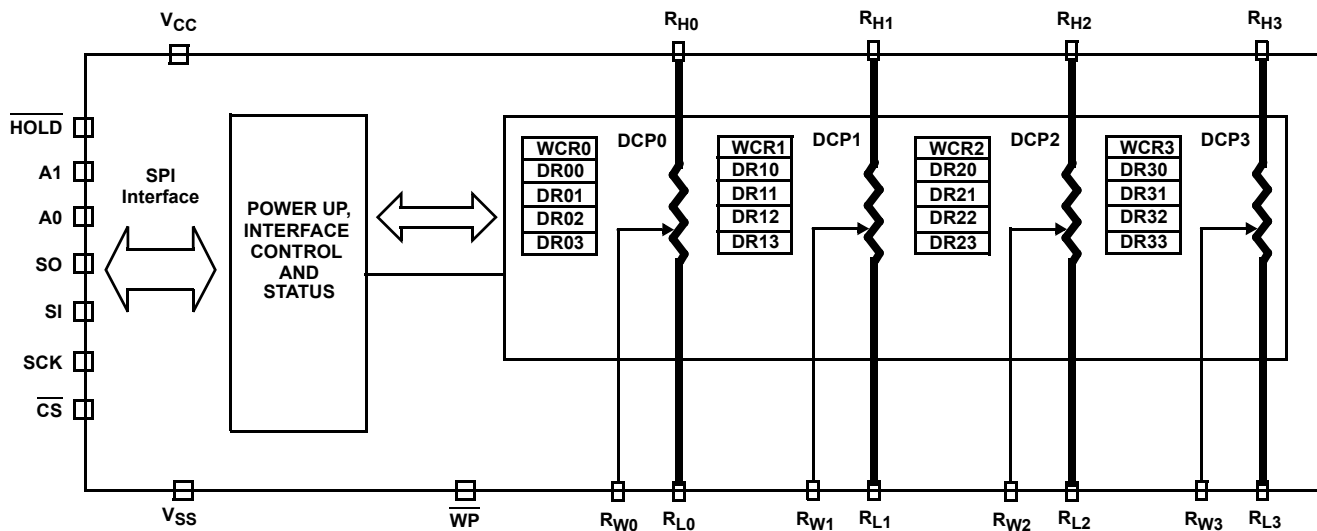 VCC
RH0
RH1
RH2
RH3
HOLD
A1
A0
SO
SI
SCK
CS
SPI
Interface
POWER UP,
INTERFACE
CONTROL
AND
STATUS
WCR0
DR00
DR01
DR02
DR03
DCP0
WCR1
DR10
DR11
DR12
DR13
DCP1
WCR2
DR20
DR21
DR22
DR23
DCP2
WCR3
DR30
DR31
DR32
DR33
DCP3
VSS
WP
RW0
RL0
RW1
RL1
RW2
RL2
RW3
RL3